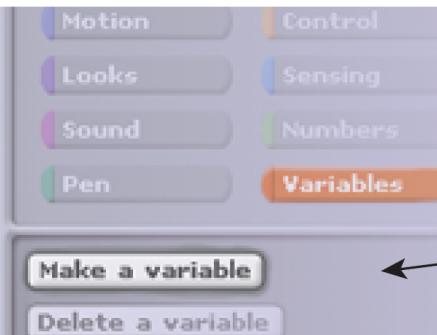 Motion Control
Looks Sensing
Sound Numbers
Pen Variables
Make a variable
Delete a variable